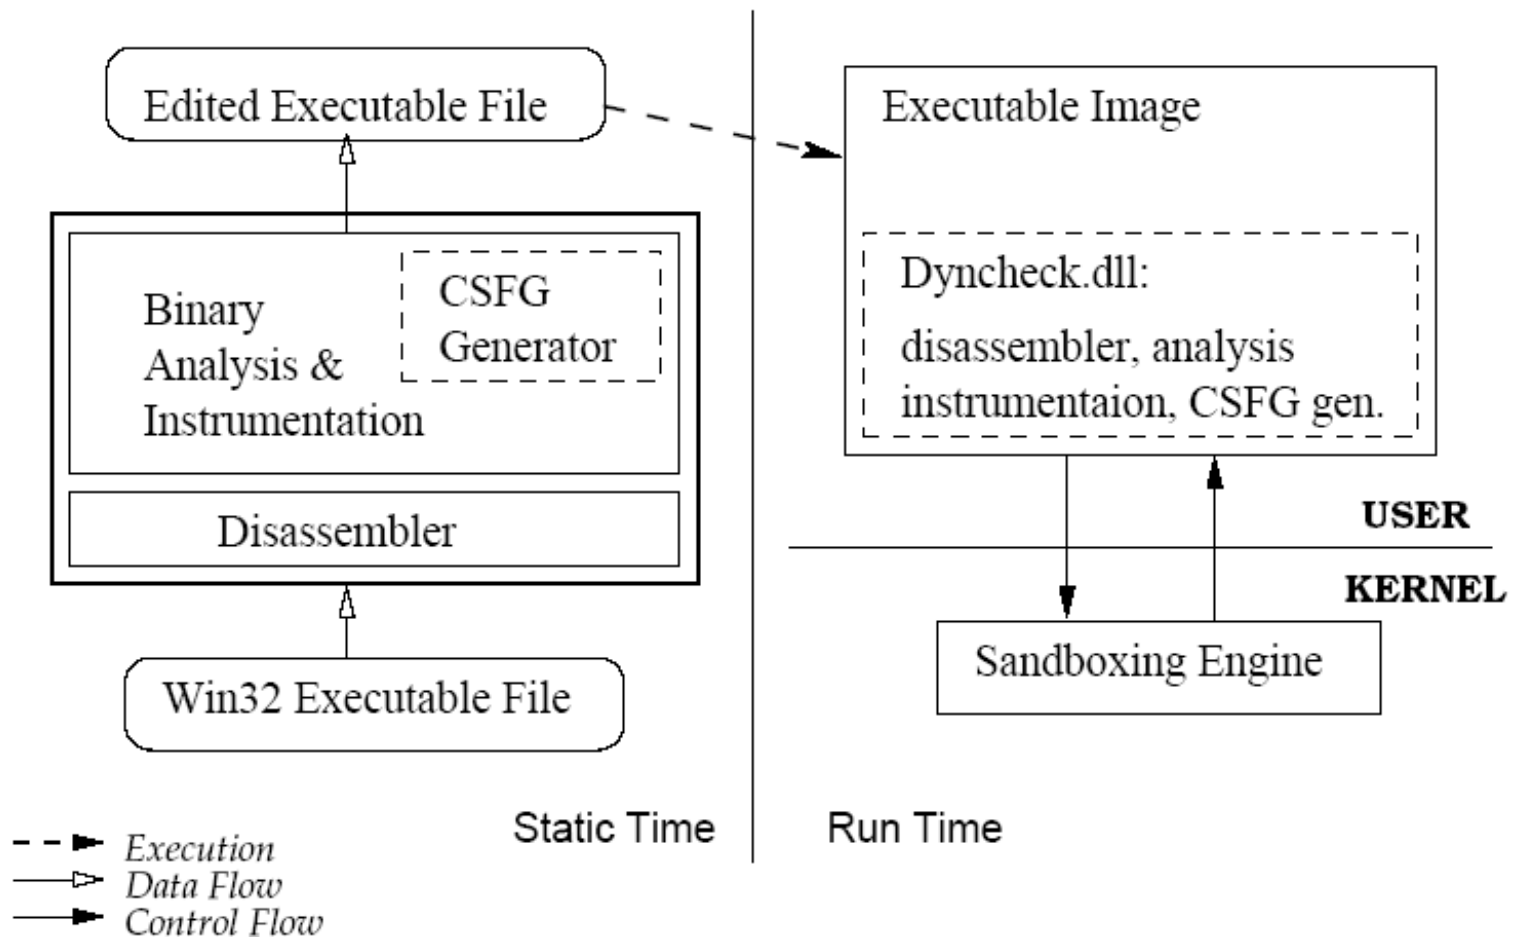 Edited Executable File
Binary
Analysis &
Instrumentation
CSFG
Generator
Disassembler
Win32 Executable File
Static Time
Executable Image
Dyncheck.dll:
disassembler, analysis
instrumentaion, CSFG gen.
USER
KERNEL
Sandboxing Engine
Run Time
Execution
Data Flow
Control Flow